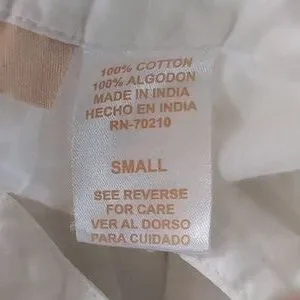 100% COTTON
100% ALGODON
MADE IN INDIA
HECHO EN INDIA
RN-70210
SMALL
SEE REVERSE
FOR CARE
VER AL DORSO
PARA CUIDADO